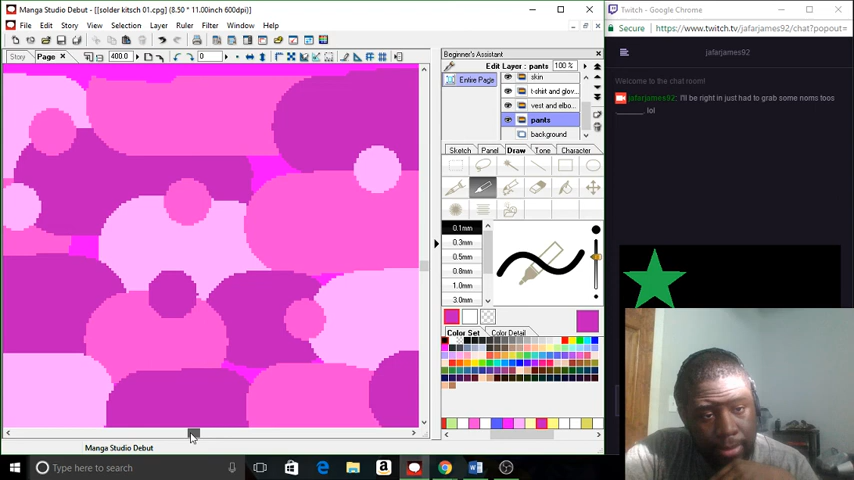 Manga Studio Debut - [[solder kitsch 01.cpg] (8.50 * 11.00inch 600dpi)]
File Edit Story View Selection Layer Ruler Filter Window Help
Story Page ×
400.0
0
Beginner's Assistant
Edit Layer : pants 100 %
Entire Page
skin
t-shirt and glov...
vest and elbo...
pants
background
Sketch Panel Draw Tone Character
0.1mm
0.3mm
0.5mm
0.8mm
1.0mm
3.0mm
Color Set Color Detail
Manga Studio Debut
Type here to search
Twitch - Google Chrome
Secure https://www.twitch.tv/jafarjames92/chat?popout=
jafarjames92
Welcome to the chat room!
jafarjames92: I'll be right in just had to grab some noms toos
_______. lol